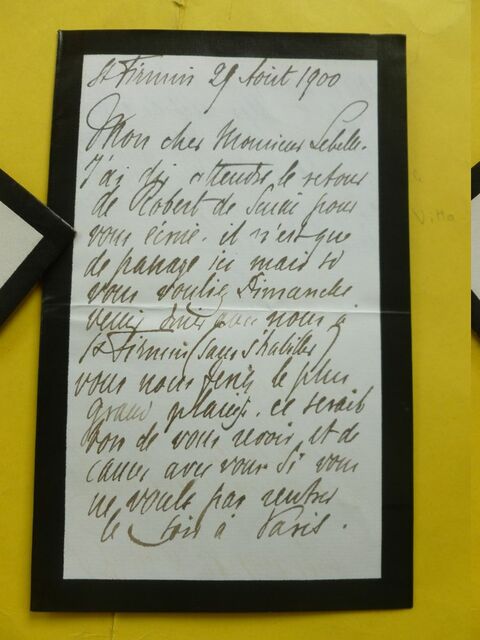 St Firmin 29 Août 1900
Mon cher Monsieur Lebelle.
J'ai dû attendre le retour
de Robert de pour
vous écrire. il n'est que
de passage ici mais si
vous voulez Dimanche
venir dîner avec nous à
St Firmin (sans s'habiller)
vous nous ferez le plus
grand plaisir. ce serait
bon de vous revoir, et de
causer avec vous si vous
ne voulez pas rentrer
le soir à Paris.
Villa